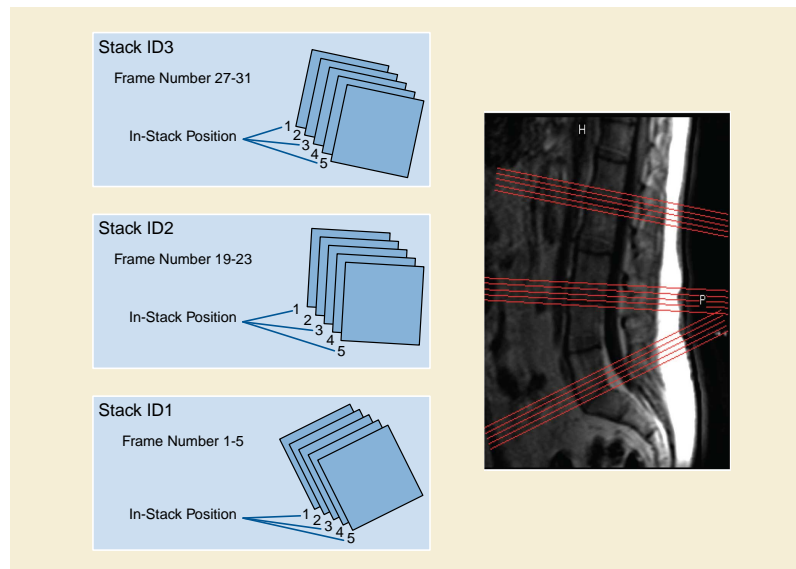 Stack ID3
Frame Number 27-31
In-Stack Position
1
2
3
4
5
Stack ID2
Frame Number 19-23
In-Stack Position
1
2
3
4
5
Stack ID1
Frame Number 1-5
In-Stack Position
1
2
3
4
5
H
P